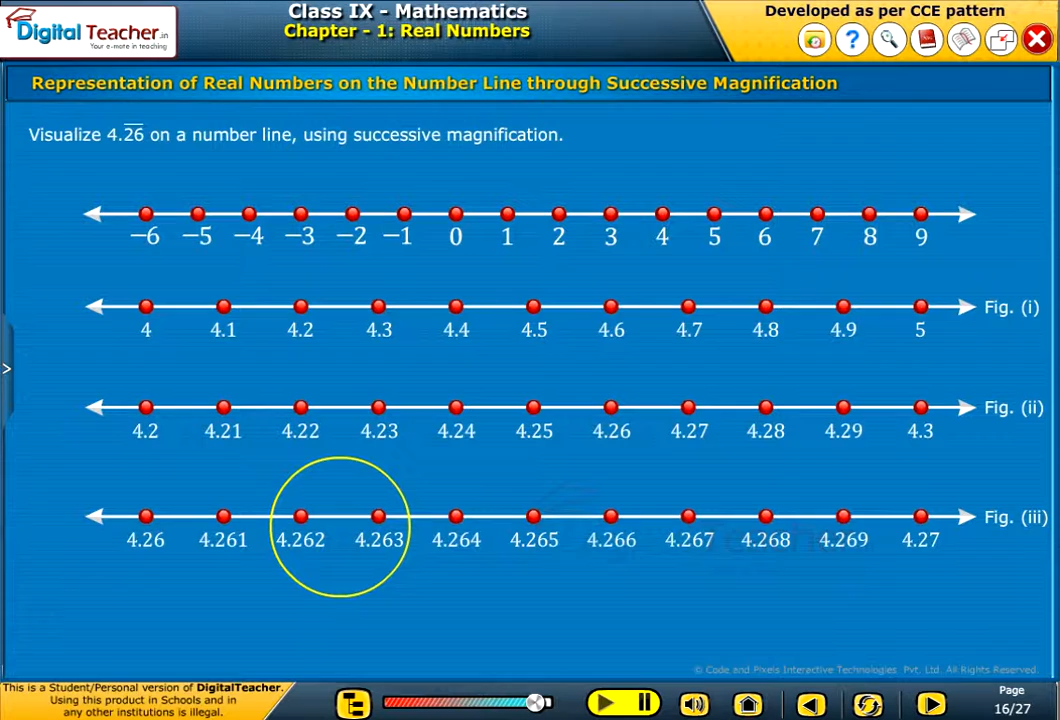 Digital Teacher.in
Your e-mate in teaching
Class IX - Mathematics
Chapter - 1: Real Numbers
Developed as per CCE pattern
Representation of Real Numbers on the Number Line through Successive Magnification
Visualize 4.2̅6̅ on a number line, using successive magnification.
−6 −5 −4 −3 −2 −1 0 1 2 3 4 5 6 7 8 9
4 4.1 4.2 4.3 4.4 4.5 4.6 4.7 4.8 4.9 5 Fig. (i)
4.2 4.21 4.22 4.23 4.24 4.25 4.26 4.27 4.28 4.29 4.3 Fig. (ii)
4.26 4.261 4.262 4.263 4.264 4.265 4.266 4.267 4.268 4.269 4.27 Fig. (iii)
© Code and Pixels Interactive Technologies. Pvt. Ltd. All Rights Reserved.
This is a Student/Personal version of DigitalTeacher.
Using this product in Schools and in
any other institutions is illegal.
Page
16/27